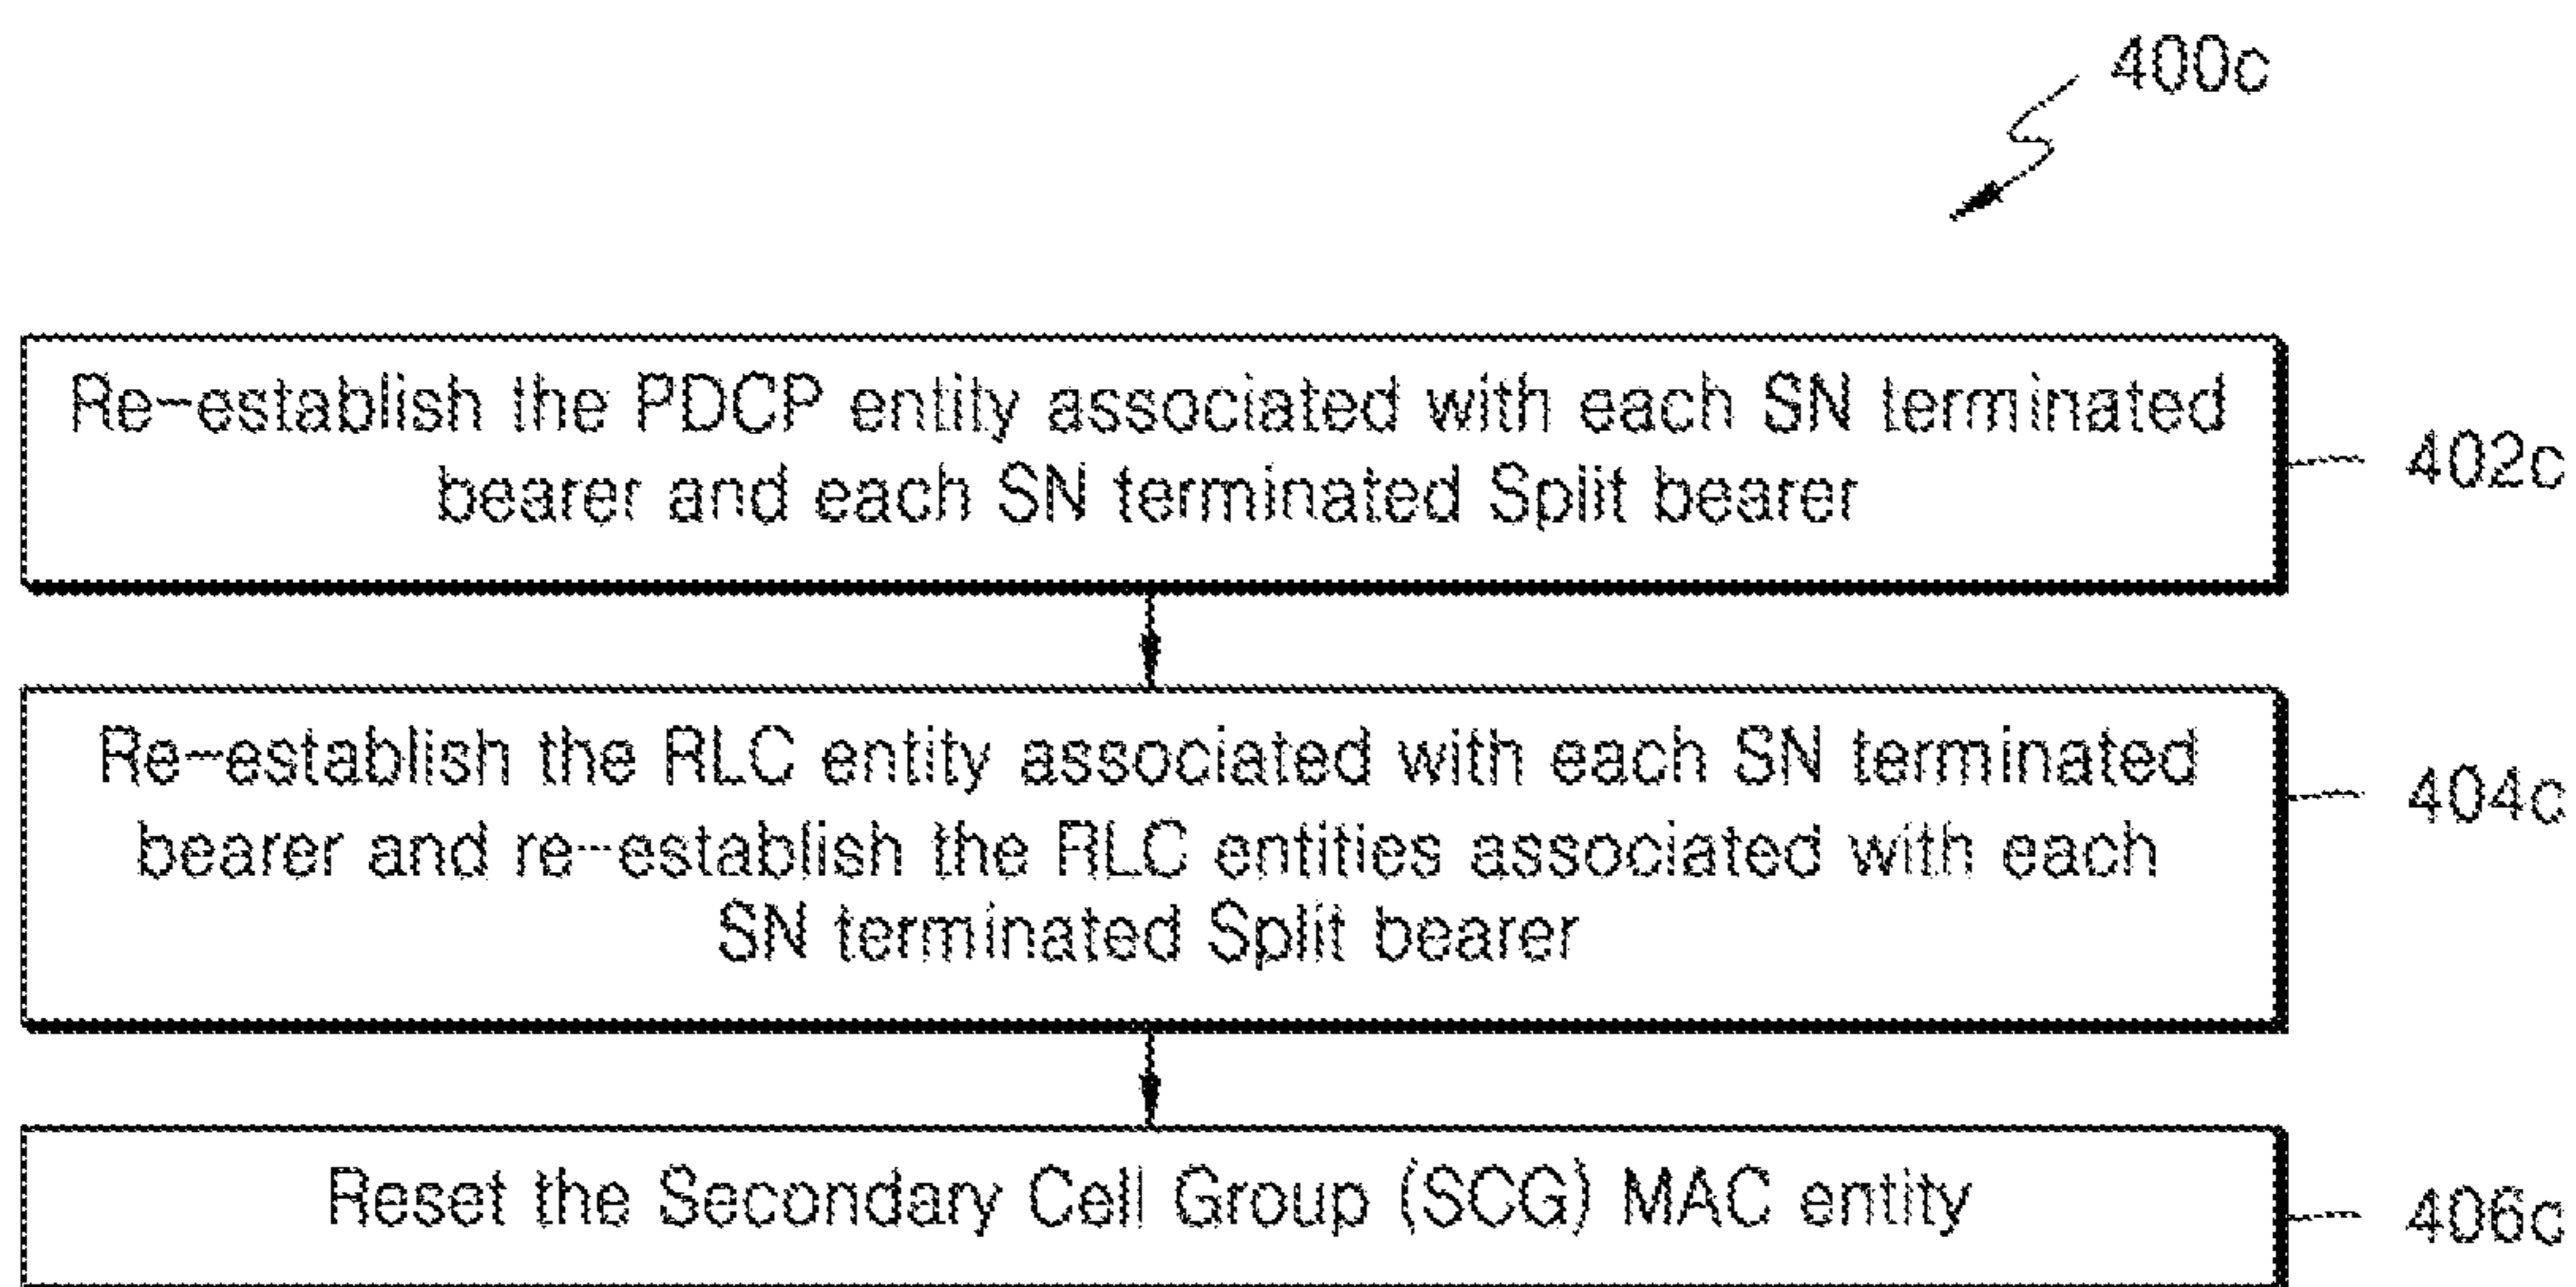 400c
Re-establish the PDCP entity associated with each SN terminated
bearer and each SN terminated Split bearer
402c
Re-establish the RLC entity associated with each SN terminated
bearer and re-establish the RLC entities associated with each
SN terminated Split bearer
404c
Reset the Secondary Cell Group (SCG) MAC entity
406c